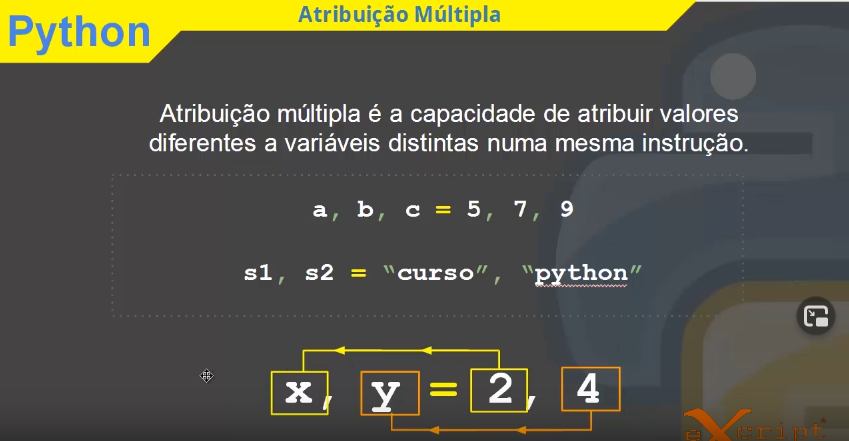 Python
Atribuição Múltipla
Atribuição múltipla é a capacidade de atribuir valores
diferentes a variáveis distintas numa mesma instrução.
a, b, c = 5, 7, 9
s1, s2 = “curso”, “python”
x, y = 2, 4
eXcript